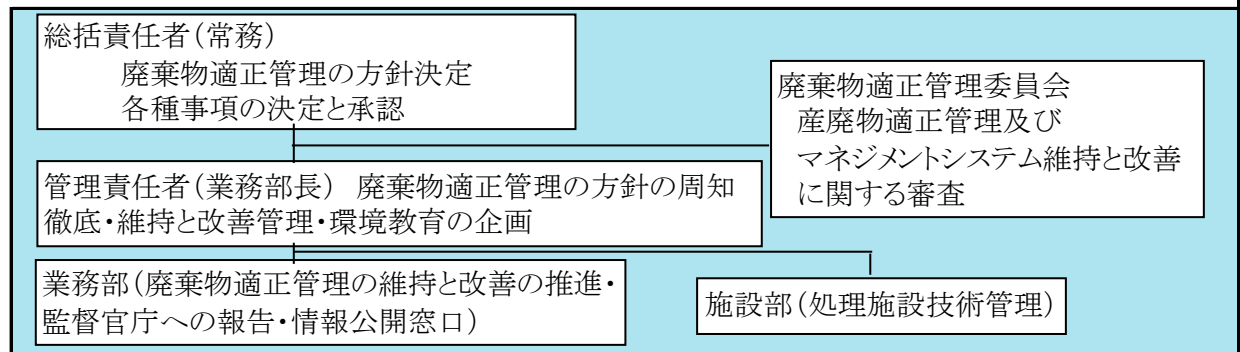 総括責任者（常務）
廃棄物適正管理の方針決定
各種事項の決定と承認
廃棄物適正管理委員会
産廃物適正管理及び
マネジメントシステム維持と改善
に関する審査
管理責任者（業務部長）　廃棄物適正管理の方針の周知
徹底・維持と改善管理・環境教育の企画
業務部（廃棄物適正管理の維持と改善の推進・
監督官庁への報告・情報公開窓口）
施設部（処理施設技術管理）